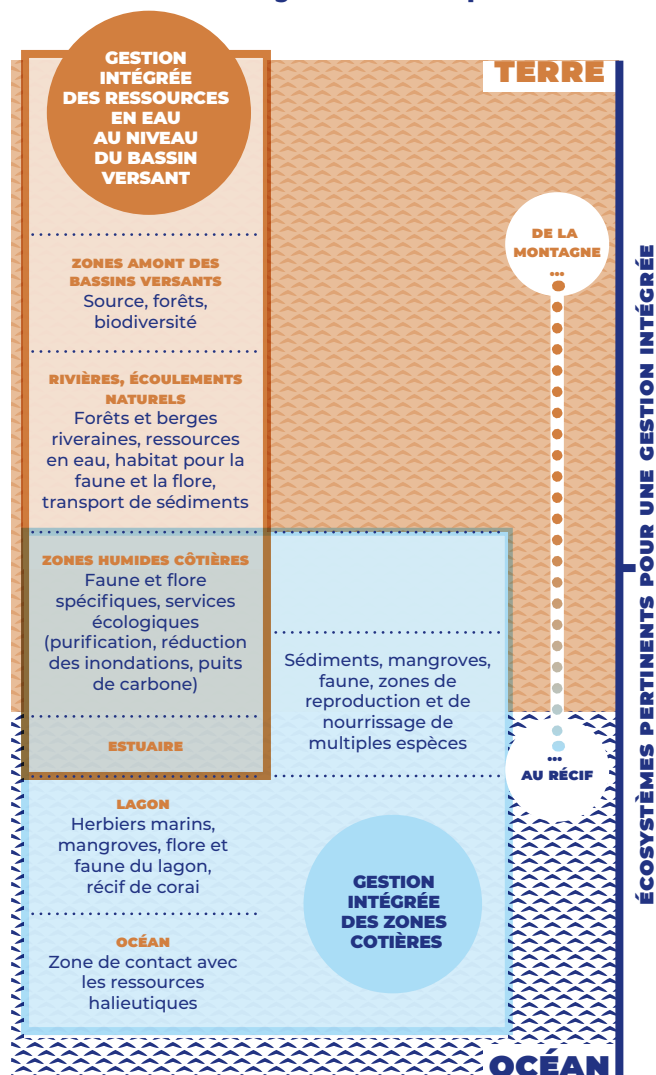 GESTION
INTÉGRÉE
DES RESSOURCES
EN EAU
AU NIVEAU
DU BASSIN
VERSANT
TERRE
DE LA
MONTAGNE
...
ZONES AMONT DES
BASSINS VERSANTS
Source, forêts,
biodiversité
RIVIÈRES, ÉCOULEMENTS
NATURELS
Forêts et berges
riveraines, ressources
en eau, habitat pour la
faune et la flore,
transport de sédiments
ZONES HUMIDES CÔTIÈRES
Faune et flore
spécifiques, services
écologiques
(purification, réduction
des inondations, puits
de carbone)
ESTUAIRE
Sédiments, mangroves,
faune, zones de
reproduction et de
nourrissage de
multiples espèces
...
AU RÉCIF
LAGON
Herbiers marins,
mangroves, flore et
faune du lagon,
récif de corai
OCÉAN
Zone de contact avec
les ressources
halieutiques
GESTION
INTÉGRÉE
DES ZONES
COTIÈRES
OCÉAN
ÉCOSYSTÈMES PERTINENTS POUR UNE GESTION INTÉGRÉE